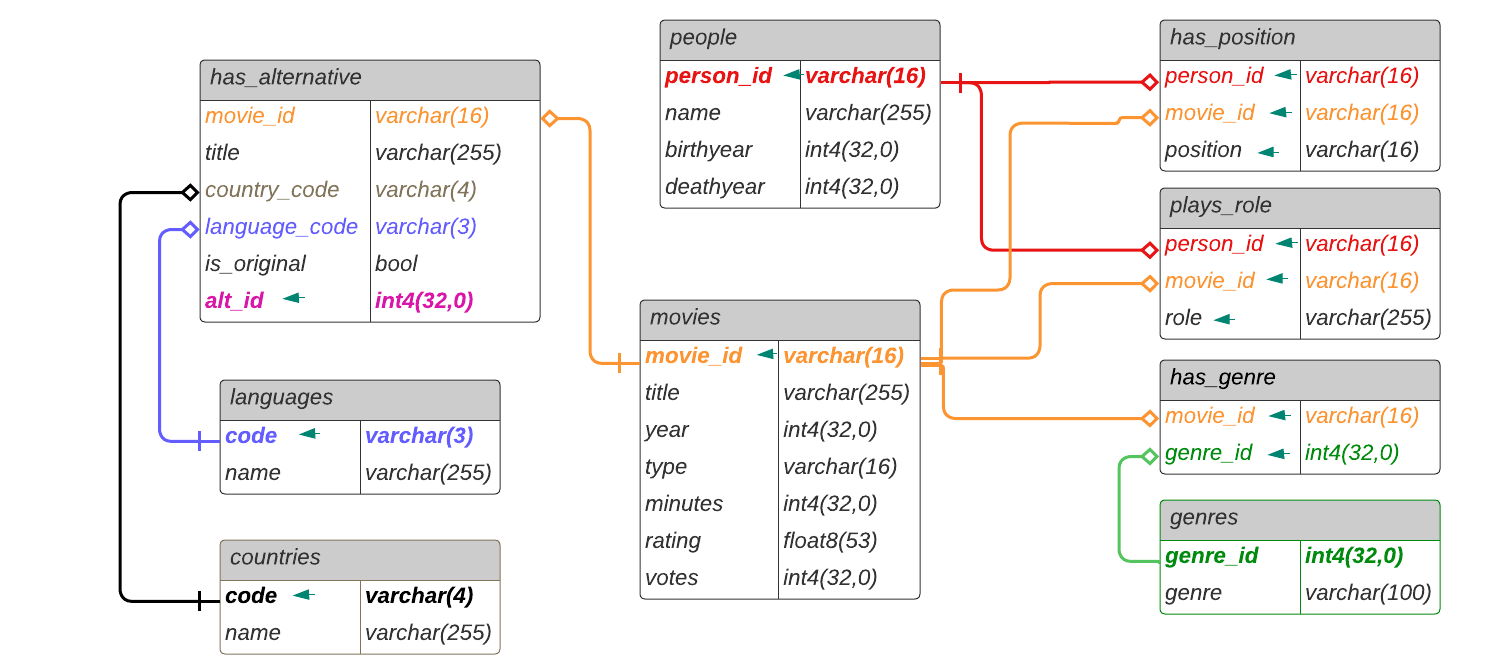 has_alternative
movie_id varchar(16)
title varchar(255)
country_code varchar(4)
language_code varchar(3)
is_original bool
alt_id int4(32,0)
languages
code varchar(3)
name varchar(255)
countries
code varchar(4)
name varchar(255)
people
person_id varchar(16)
name varchar(255)
birthyear int4(32,0)
deathyear int4(32,0)
movies
movie_id varchar(16)
title varchar(255)
year int4(32,0)
type varchar(16)
minutes int4(32,0)
rating float8(53)
votes int4(32,0)
has_position
person_id varchar(16)
movie_id varchar(16)
position varchar(16)
plays_role
person_id varchar(16)
movie_id varchar(16)
role varchar(255)
has_genre
movie_id varchar(16)
genre_id int4(32,0)
genres
genre_id int4(32,0)
genre varchar(100)